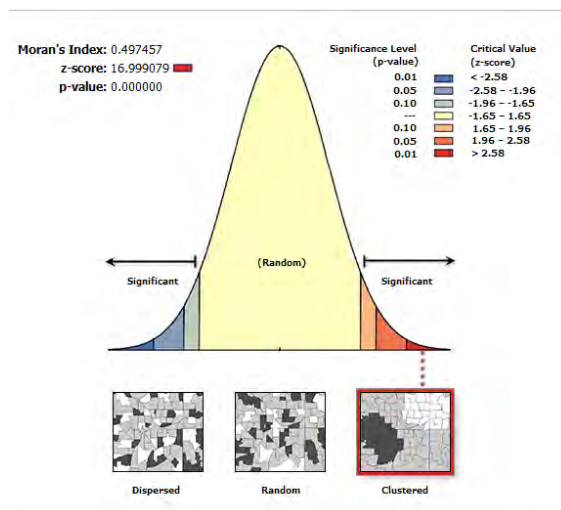 Moran's Index: 0.497457
z-score: 16.999079
p-value: 0.000000
Significance Level
(p-value)
Critical Value
(z-score)
0.01 < -2.58
0.05 -2.58 – -1.96
0.10 -1.96 – -1.65
--- -1.65 – 1.65
0.10 1.65 – 1.96
0.05 1.96 – 2.58
0.01 > 2.58
(Random)
Significant
Significant
Dispersed
Random
Clustered